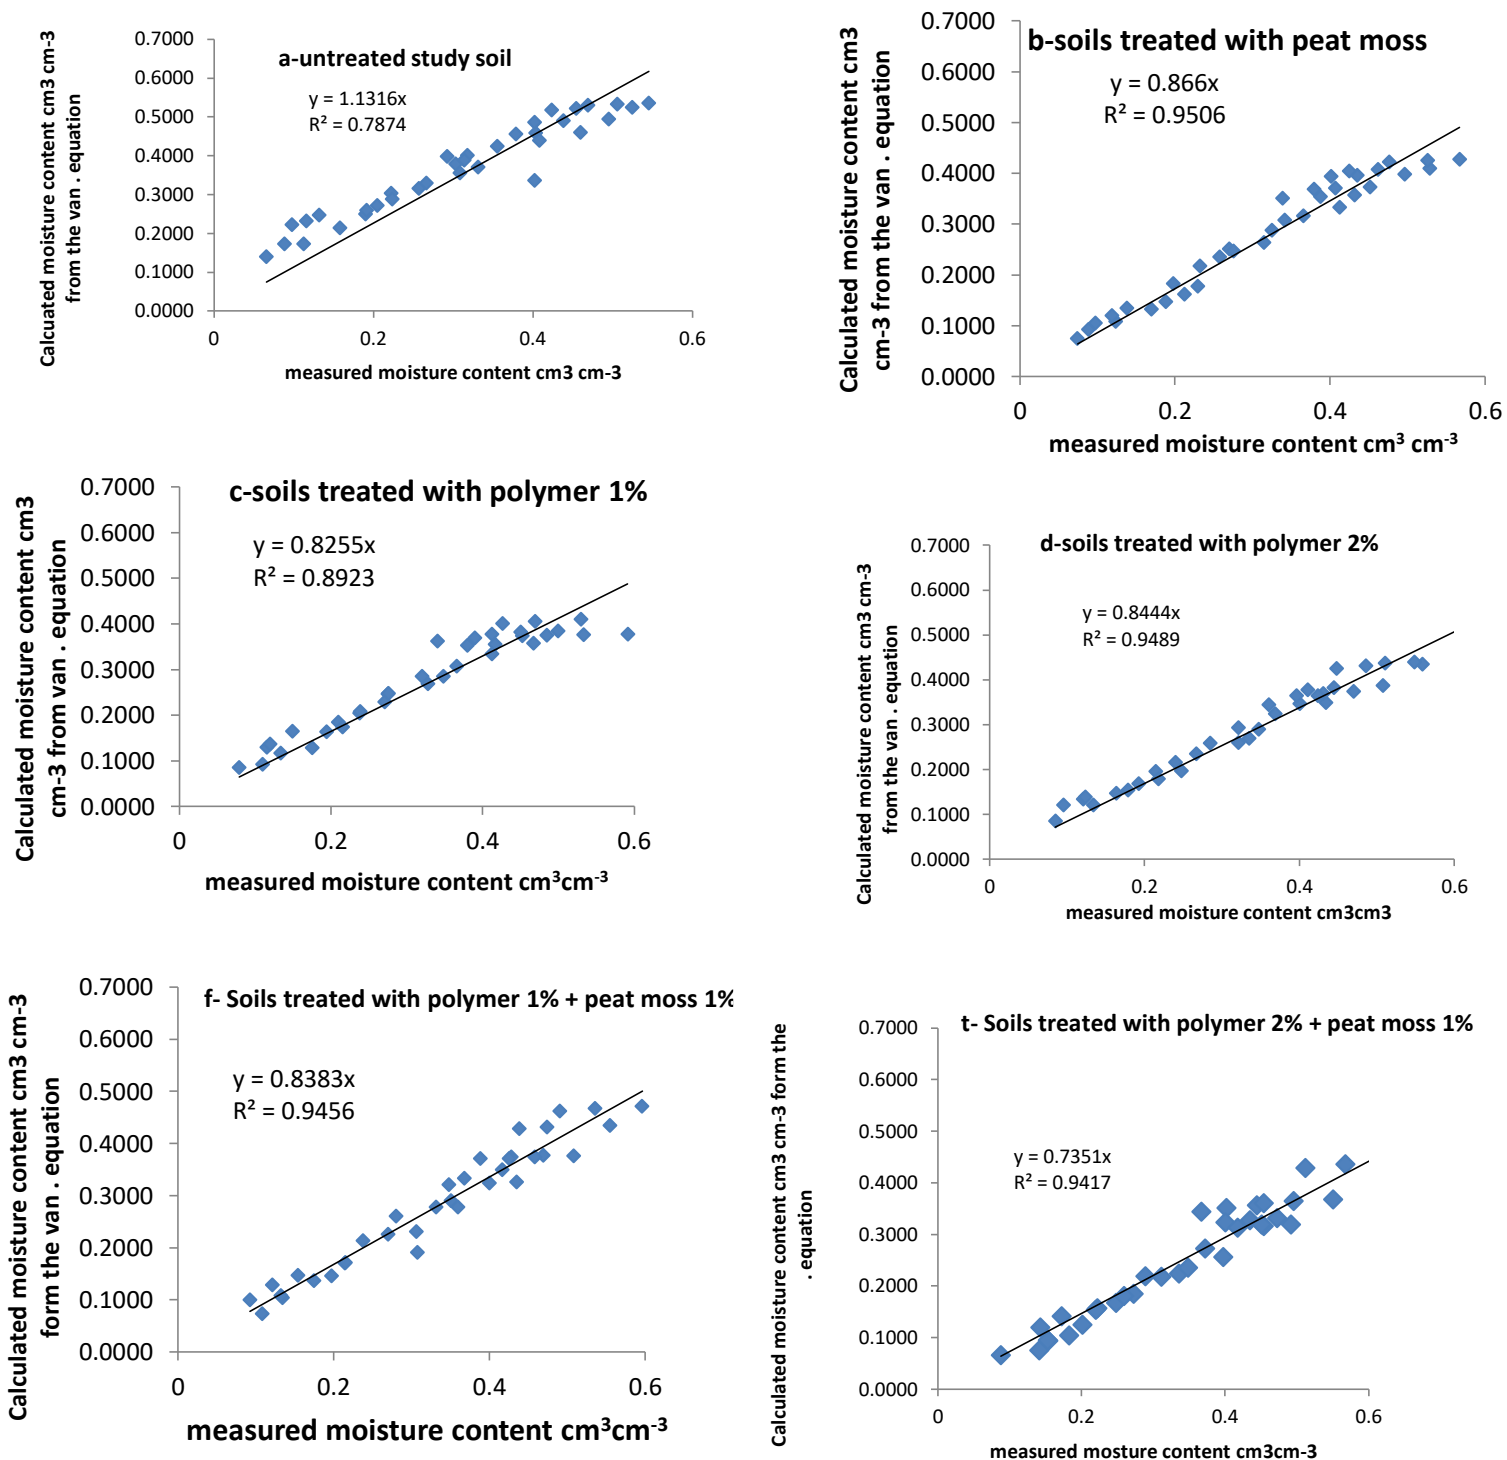 a-untreated study soil
y = 1.1316x
R² = 0.7874
0.7000
0.6000
0.5000
0.4000
0.3000
0.2000
0.1000
0.0000
0
0.2
0.4
0.6
Calcuated moisture content cm3 cm-3
from the van . equation
measured moisture content cm3 cm-3
b-soils treated with peat moss
y = 0.866x
R² = 0.9506
0.7000
0.6000
0.5000
0.4000
0.3000
0.2000
0.1000
0.0000
0
0.2
0.4
0.6
Calculated moisture content cm3
cm-3 from the van . equation
measured moisture content cm³ cm⁻³
c-soils treated with polymer 1%
y = 0.8255x
R² = 0.8923
0.7000
0.6000
0.5000
0.4000
0.3000
0.2000
0.1000
0.0000
0
0.2
0.4
0.6
Calculated moisture content cm3
cm-3 from van . equation
measured moisture content cm³cm⁻³
d-soils treated with polymer 2%
y = 0.8444x
R² = 0.9489
0.7000
0.6000
0.5000
0.4000
0.3000
0.2000
0.1000
0.0000
0
0.2
0.4
0.6
Calculated moisture content cm3 cm-3
from the van . equation
measured moisture content cm3cm3
f- Soils treated with polymer 1% + peat moss 1%
y = 0.8383x
R² = 0.9456
0.7000
0.6000
0.5000
0.4000
0.3000
0.2000
0.1000
0.0000
0
0.2
0.4
0.6
Calculated moisture content cm3 cm-3
form the van . equation
measured moisture content cm³cm⁻³
t- Soils treated with polymer 2% + peat moss 1%
y = 0.7351x
R² = 0.9417
0.7000
0.6000
0.5000
0.4000
0.3000
0.2000
0.1000
0.0000
0
0.2
0.4
0.6
Calculated moisture content cm3 cm-3 form the
. equation
measured mosture content cm3cm-3